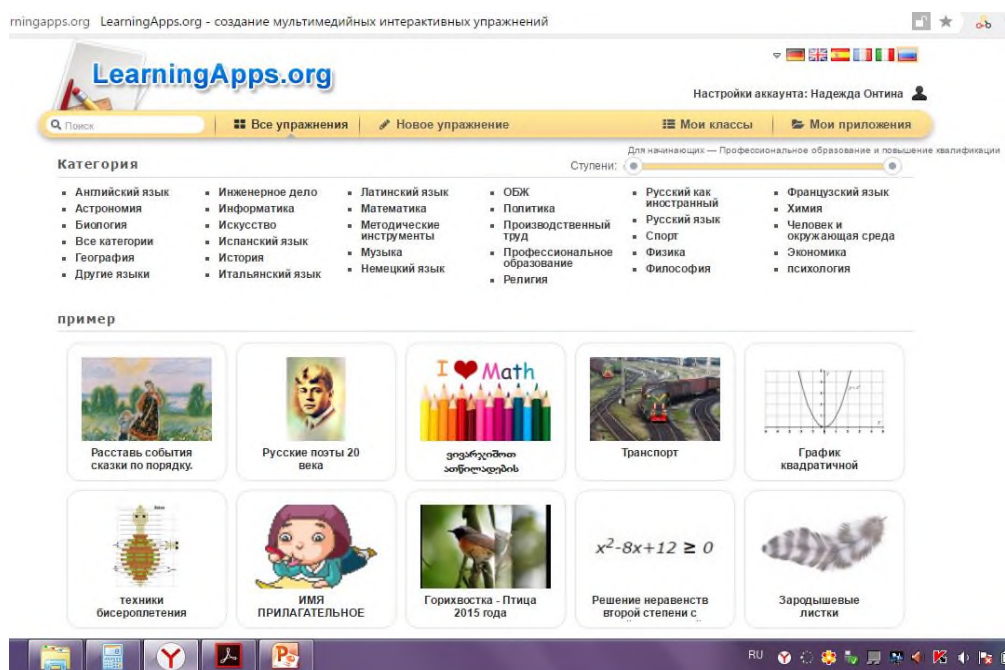 rningapps.org LearningApps.org - создание мультимедийных интерактивных упражнений
LearningApps.org
Настройки аккаунта: Надежда Онтина
Поиск
Все упражнения
Новое упражнение
Мои классы
Мои приложения
Для начинающих — Профессиональное образование и повышение квалификации
Категория
Ступени:
Английский язык
Астрономия
Биология
Все категории
География
Другие языки
Инженерное дело
Информатика
Искусство
Испанский язык
История
Итальянский язык
Латинский язык
Математика
Методические
инструменты
Музыка
Немецкий язык
ОБЖ
Политика
Производственный
труд
Профессиональное
образование
Религия
Русский как
иностранный
Русский язык
Спорт
Физика
Философия
Французский язык
Химия
Человек и
окружающая среда
Экономика
психология
пример
Расставь события
сказки по порядку.
Русские поэты 20
века
I Math
ვივარჯიშოთ
ათწილადების
Транспорт
График
квадратичной
техники
бисероплетения
ИМЯ
ПРИЛАГАТЕЛЬНОЕ
Горихвостка - Птица
2015 года
x²-8x+12 ≥ 0
Решение неравенств
второй степени с
Зародышевые
листки
RU